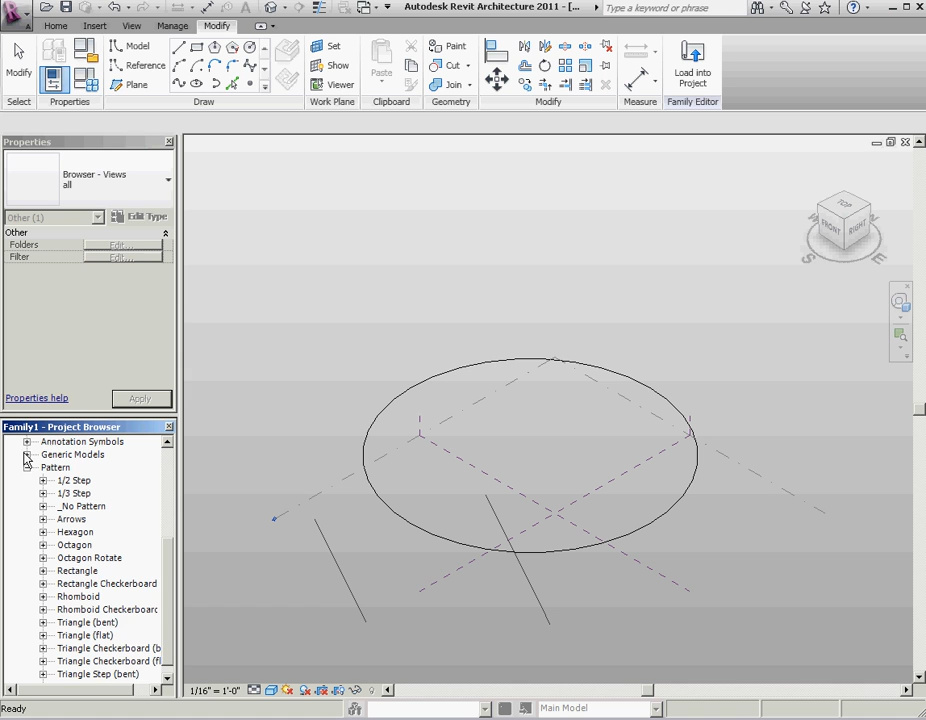 Autodesk Revit Architecture 2011 - [...
Type a keyword or phrase
Home
Insert
View
Manage
Modify
Modify
Model
Reference
Plane
Set
Show
Viewer
Paste
Paint
Cut
Join
Load into
Project
Select
Properties
Draw
Work Plane
Clipboard
Geometry
Modify
Measure
Family Editor
Properties
Browser - Views
all
Other (1)
Edit Type
Other
Folders
Edit...
Filter
Edit...
Properties help
Apply
TOP
FRONT
RIGHT
N
S
E
Family1 - Project Browser
Annotation Symbols
Generic Models
Pattern
1/2 Step
1/3 Step
_No Pattern
Arrows
Hexagon
Octagon
Octagon Rotate
Rectangle
Rectangle Checkerboard
Rhomboid
Rhomboid Checkerboard
Triangle (bent)
Triangle (flat)
Triangle Checkerboard (b
Triangle Checkerboard (fl
Triangle Step (bent)
1/16" = 1'-0"
Ready
Main Model